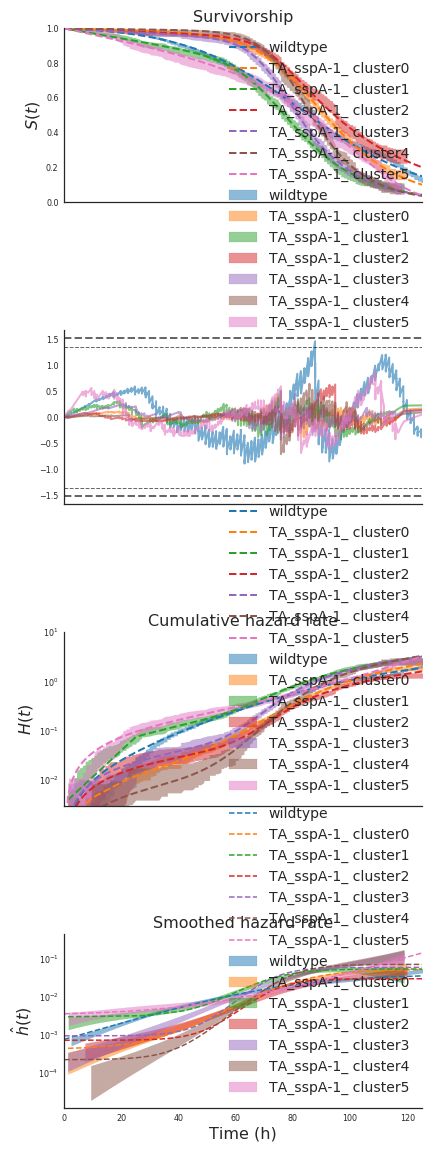 Survivorship
1.0
0.8
0.6
0.4
0.2
0.0
S(t)
wildtype
TA_sspA-1_ cluster0
TA_sspA-1_ cluster1
TA_sspA-1_ cluster2
TA_sspA-1_ cluster3
TA_sspA-1_ cluster4
TA_sspA-1_ cluster5
wildtype
TA_sspA-1_ cluster0
TA_sspA-1_ cluster1
TA_sspA-1_ cluster2
TA_sspA-1_ cluster3
TA_sspA-1_ cluster4
TA_sspA-1_ cluster5
1.5
1.0
0.5
0.0
−0.5
−1.0
−1.5
wildtype
TA_sspA-1_ cluster0
TA_sspA-1_ cluster1
TA_sspA-1_ cluster2
TA_sspA-1_ cluster3
TA_sspA-1_ cluster4
Cumulative hazard rate
TA_sspA-1_ cluster5
wildtype
TA_sspA-1_ cluster0
TA_sspA-1_ cluster1
TA_sspA-1_ cluster2
TA_sspA-1_ cluster3
TA_sspA-1_ cluster4
TA_sspA-1_ cluster5
10¹
10⁰
10⁻¹
10⁻²
H(t)
wildtype
TA_sspA-1_ cluster0
TA_sspA-1_ cluster1
TA_sspA-1_ cluster2
TA_sspA-1_ cluster3
TA_sspA-1_ cluster4
Smoothed hazard rate
TA_sspA-1_ cluster5
wildtype
TA_sspA-1_ cluster0
TA_sspA-1_ cluster1
TA_sspA-1_ cluster2
TA_sspA-1_ cluster3
TA_sspA-1_ cluster4
TA_sspA-1_ cluster5
10⁻¹
10⁻²
10⁻³
10⁻⁴
ĥ(t)
0 20 40 60 80 100 120
Time (h)